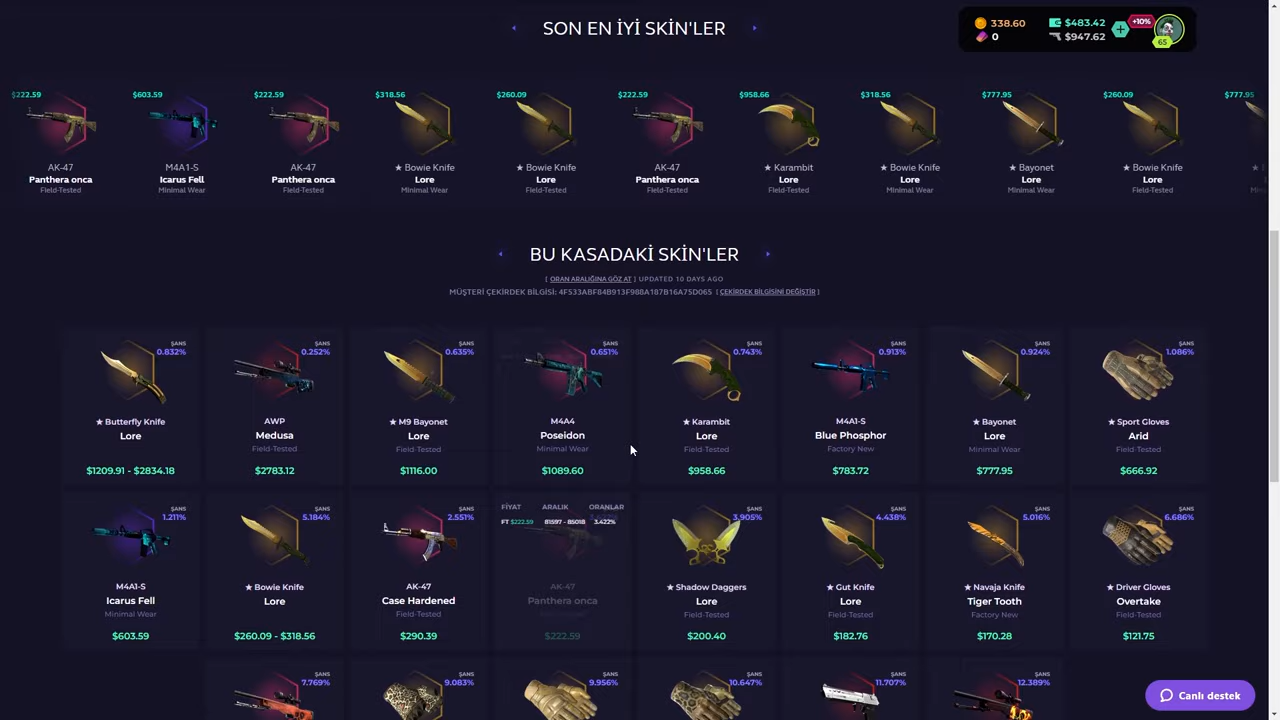 SON EN İYİ SKİN'LER
338.60
$483.42
+10%
0
$947.62
65
$222.59
$603.59
$222.59
$318.56
$260.09
$222.59
$958.66
$318.56
$777.95
$260.09
$777.95
AK-47
M4A1-S
AK-47
★ Bowie Knife
★ Bowie Knife
AK-47
★ Karambit
★ Bowie Knife
★ Bayonet
★ Bowie Knife
Panthera onca
Icarus Fell
Panthera onca
Lore
Lore
Panthera onca
Lore
Lore
Lore
Lore
Field-Tested
Minimal Wear
Field-Tested
Minimal Wear
Field-Tested
Field-Tested
Field-Tested
Minimal Wear
Minimal Wear
Field-Tested
BU KASADAKİ SKİN'LER
[ ORAN ARALIĞINA GÖZ AT ] UPDATED 10 DAYS AGO
MÜŞTERİ ÇEKİRDEK BİLGİSİ: 4F533ABF84B913F988A187B16A75D065 [ ÇEKİRDEK BİLGİSİNİ DEĞİŞTİR ]
ŞANS
0.832%
★ Butterfly Knife
Lore
$1209.91 - $2834.18
ŞANS
0.252%
AWP
Medusa
Field-Tested
$2783.12
ŞANS
0.635%
★ M9 Bayonet
Lore
Field-Tested
$1116.00
ŞANS
0.651%
M4A4
Poseidon
Minimal Wear
$1089.60
ŞANS
0.743%
★ Karambit
Lore
Field-Tested
$958.66
ŞANS
0.913%
M4A1-S
Blue Phosphor
Factory New
$783.72
ŞANS
0.924%
★ Bayonet
Lore
Minimal Wear
$777.95
ŞANS
1.086%
★ Sport Gloves
Arid
Field-Tested
$666.92
ŞANS
1.211%
M4A1-S
Icarus Fell
Minimal Wear
$603.59
ŞANS
5.184%
★ Bowie Knife
Lore
$260.09 - $318.56
ŞANS
2.551%
AK-47
Case Hardened
Field-Tested
$290.39
FİYAT ARALIK ORANLAR
FT $222.59 81597 - 85018 3.422%
AK-47
Panthera onca
$222.59
ŞANS
3.905%
★ Shadow Daggers
Lore
Field-Tested
$200.40
ŞANS
4.438%
★ Gut Knife
Lore
Field-Tested
$182.76
ŞANS
5.016%
★ Navaja Knife
Tiger Tooth
Factory New
$170.28
ŞANS
6.686%
★ Driver Gloves
Overtake
Field-Tested
$121.75
ŞANS
7.769%
ŞANS
9.083%
ŞANS
9.956%
ŞANS
10.647%
ŞANS
11.707%
ŞANS
12.389%
Canlı destek